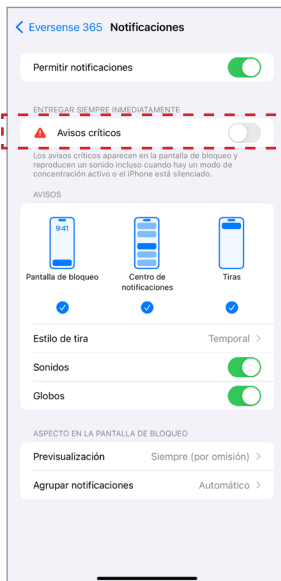 Eversense 365 Notificaciones
Permitir notificaciones
ENTREGAR SIEMPRE INMEDIATAMENTE
Avisos críticos
Los avisos críticos aparecen en la pantalla de bloqueo y
reproducen un sonido incluso cuando hay un modo de
concentración activo o el iPhone está silenciado.
AVISOS
9:41
Pantalla de bloqueo
Centro de
notificaciones
Tiras
Estilo de tira Temporal
Sonidos
Globos
ASPECTO EN LA PANTALLA DE BLOQUEO
Previsualización Siempre (por omisión)
Agrupar notificaciones Automático